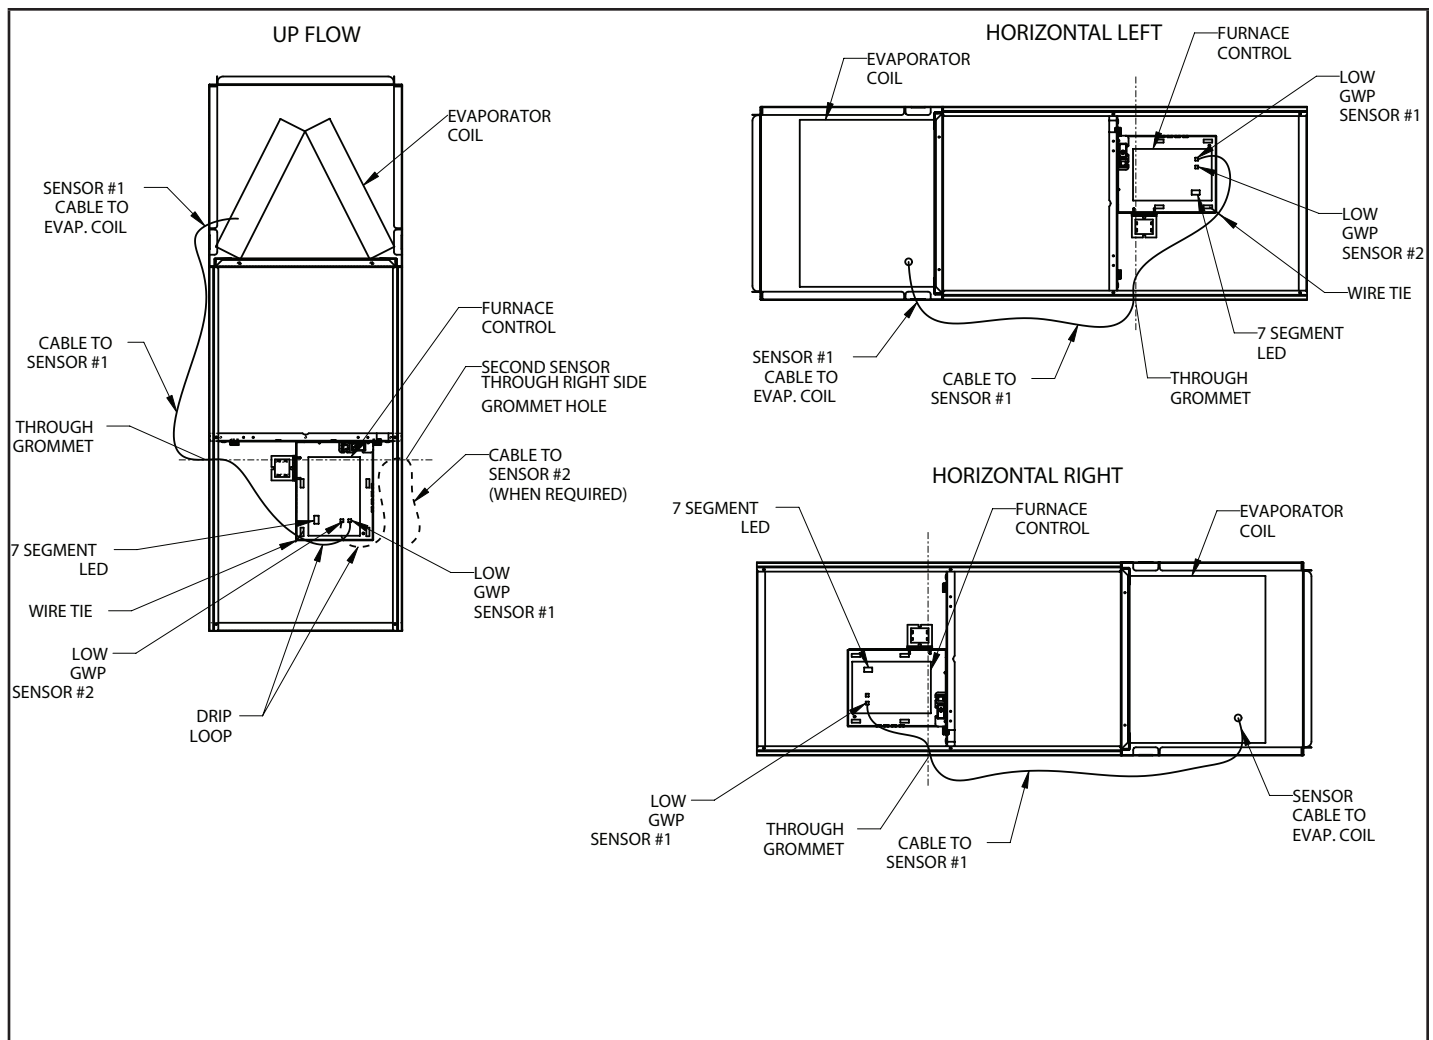 UP FLOW
EVAPORATOR
COIL
SENSOR #1
CABLE TO
EVAP. COIL
FURNACE
CONTROL
CABLE TO
SENSOR #1
SECOND SENSOR
THROUGH RIGHT SIDE
GROMMET HOLE
THROUGH
GROMMET
CABLE TO
SENSOR #2
(WHEN REQUIRED)
7 SEGMENT
LED
LOW
GWP
SENSOR #1
WIRE TIE
LOW
GWP
SENSOR #2
DRIP
LOOP
HORIZONTAL LEFT
FURNACE
CONTROL
EVAPORATOR
COIL
LOW
GWP
SENSOR #1
LOW
GWP
SENSOR #2
WIRE TIE
7 SEGMENT
LED
SENSOR #1
CABLE TO
EVAP. COIL
CABLE TO
SENSOR #1
THROUGH
GROMMET
HORIZONTAL RIGHT
7 SEGMENT
LED
FURNACE
CONTROL
EVAPORATOR
COIL
LOW
GWP
SENSOR #1
THROUGH
GROMMET
CABLE TO
SENSOR #1
SENSOR
CABLE TO
EVAP. COIL